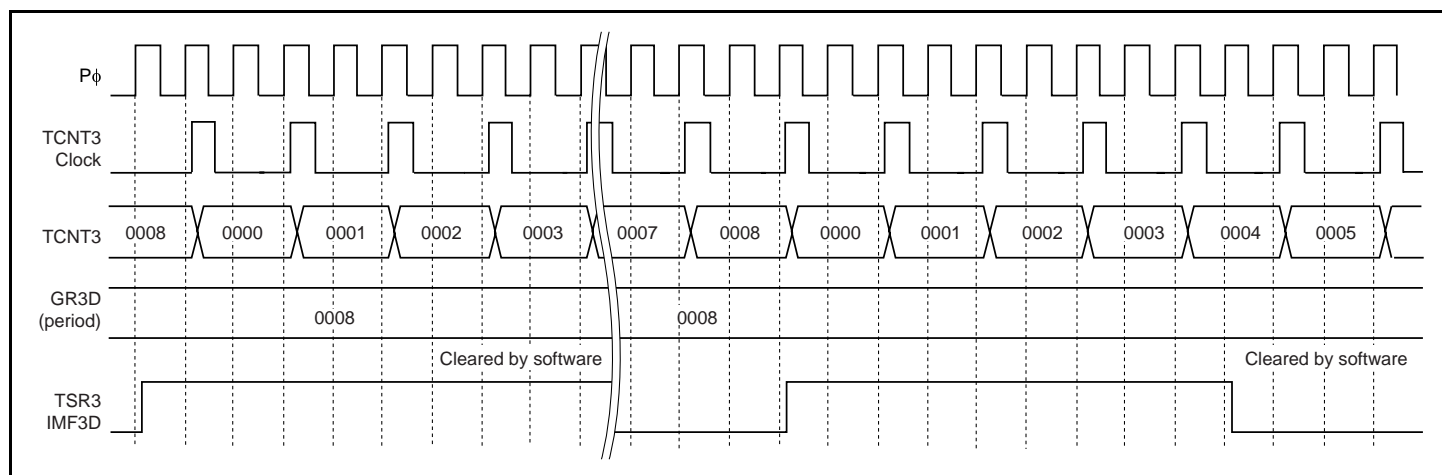 Pϕ
TCNT3
Clock
TCNT3
0008 0000 0001 0002 0003 0007 0008 0000 0001 0002 0003 0004 0005
GR3D
(period)
0008 0008
Cleared by software Cleared by software
TSR3
IMF3D